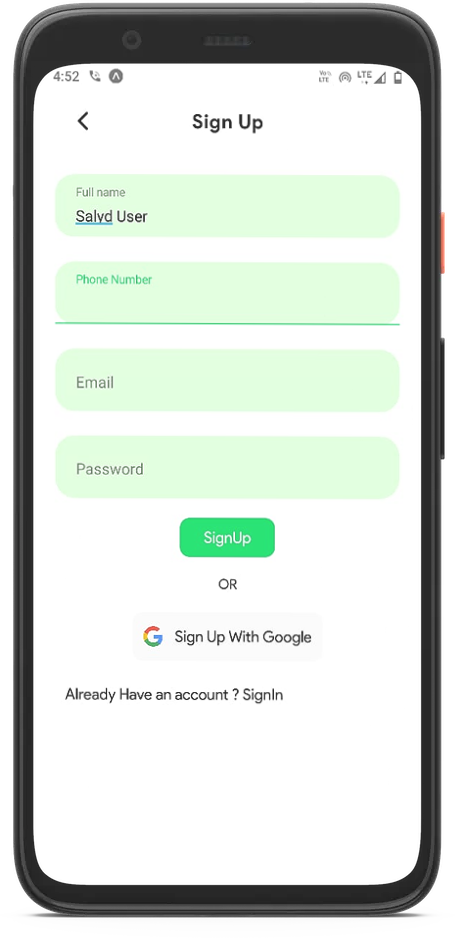 4:52
Vo))
LTE
LTE
Sign Up
Full name
Salyd User
Phone Number
Email
Password
SignUp
OR
Sign Up With Google
Already Have an account ? SignIn